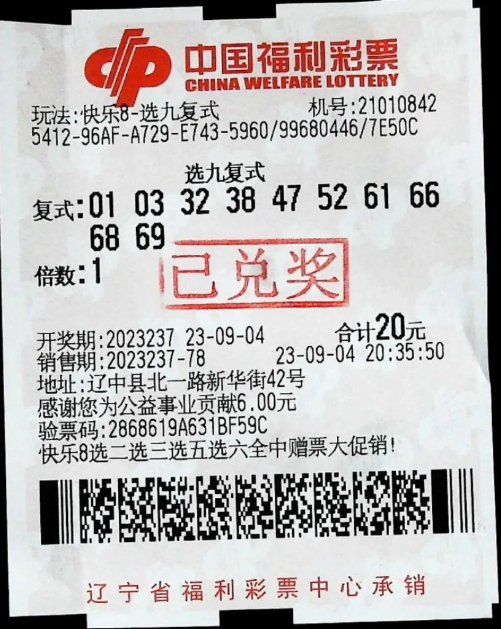 中国福利彩票
CHINA WELFARE LOTTERY
玩法:快乐8-选九复式 机号:21010842
5412-96AF-A729-E743-5960/99680446/7E50C
选九复式
复式:01 03 32 38 47 52 61 66
68 69
倍数:1
已兑奖
开奖期:2023237 23-09-04 合计20元
销售期:2023237-78 23-09-04 20:35:50
地址:辽中县北一路新华街42号
感谢您为公益事业贡献6.00元
验票码:2868619A631BF59C
快乐8选二选三选五选六全中赠票大促销!
辽宁省福利彩票中心承销